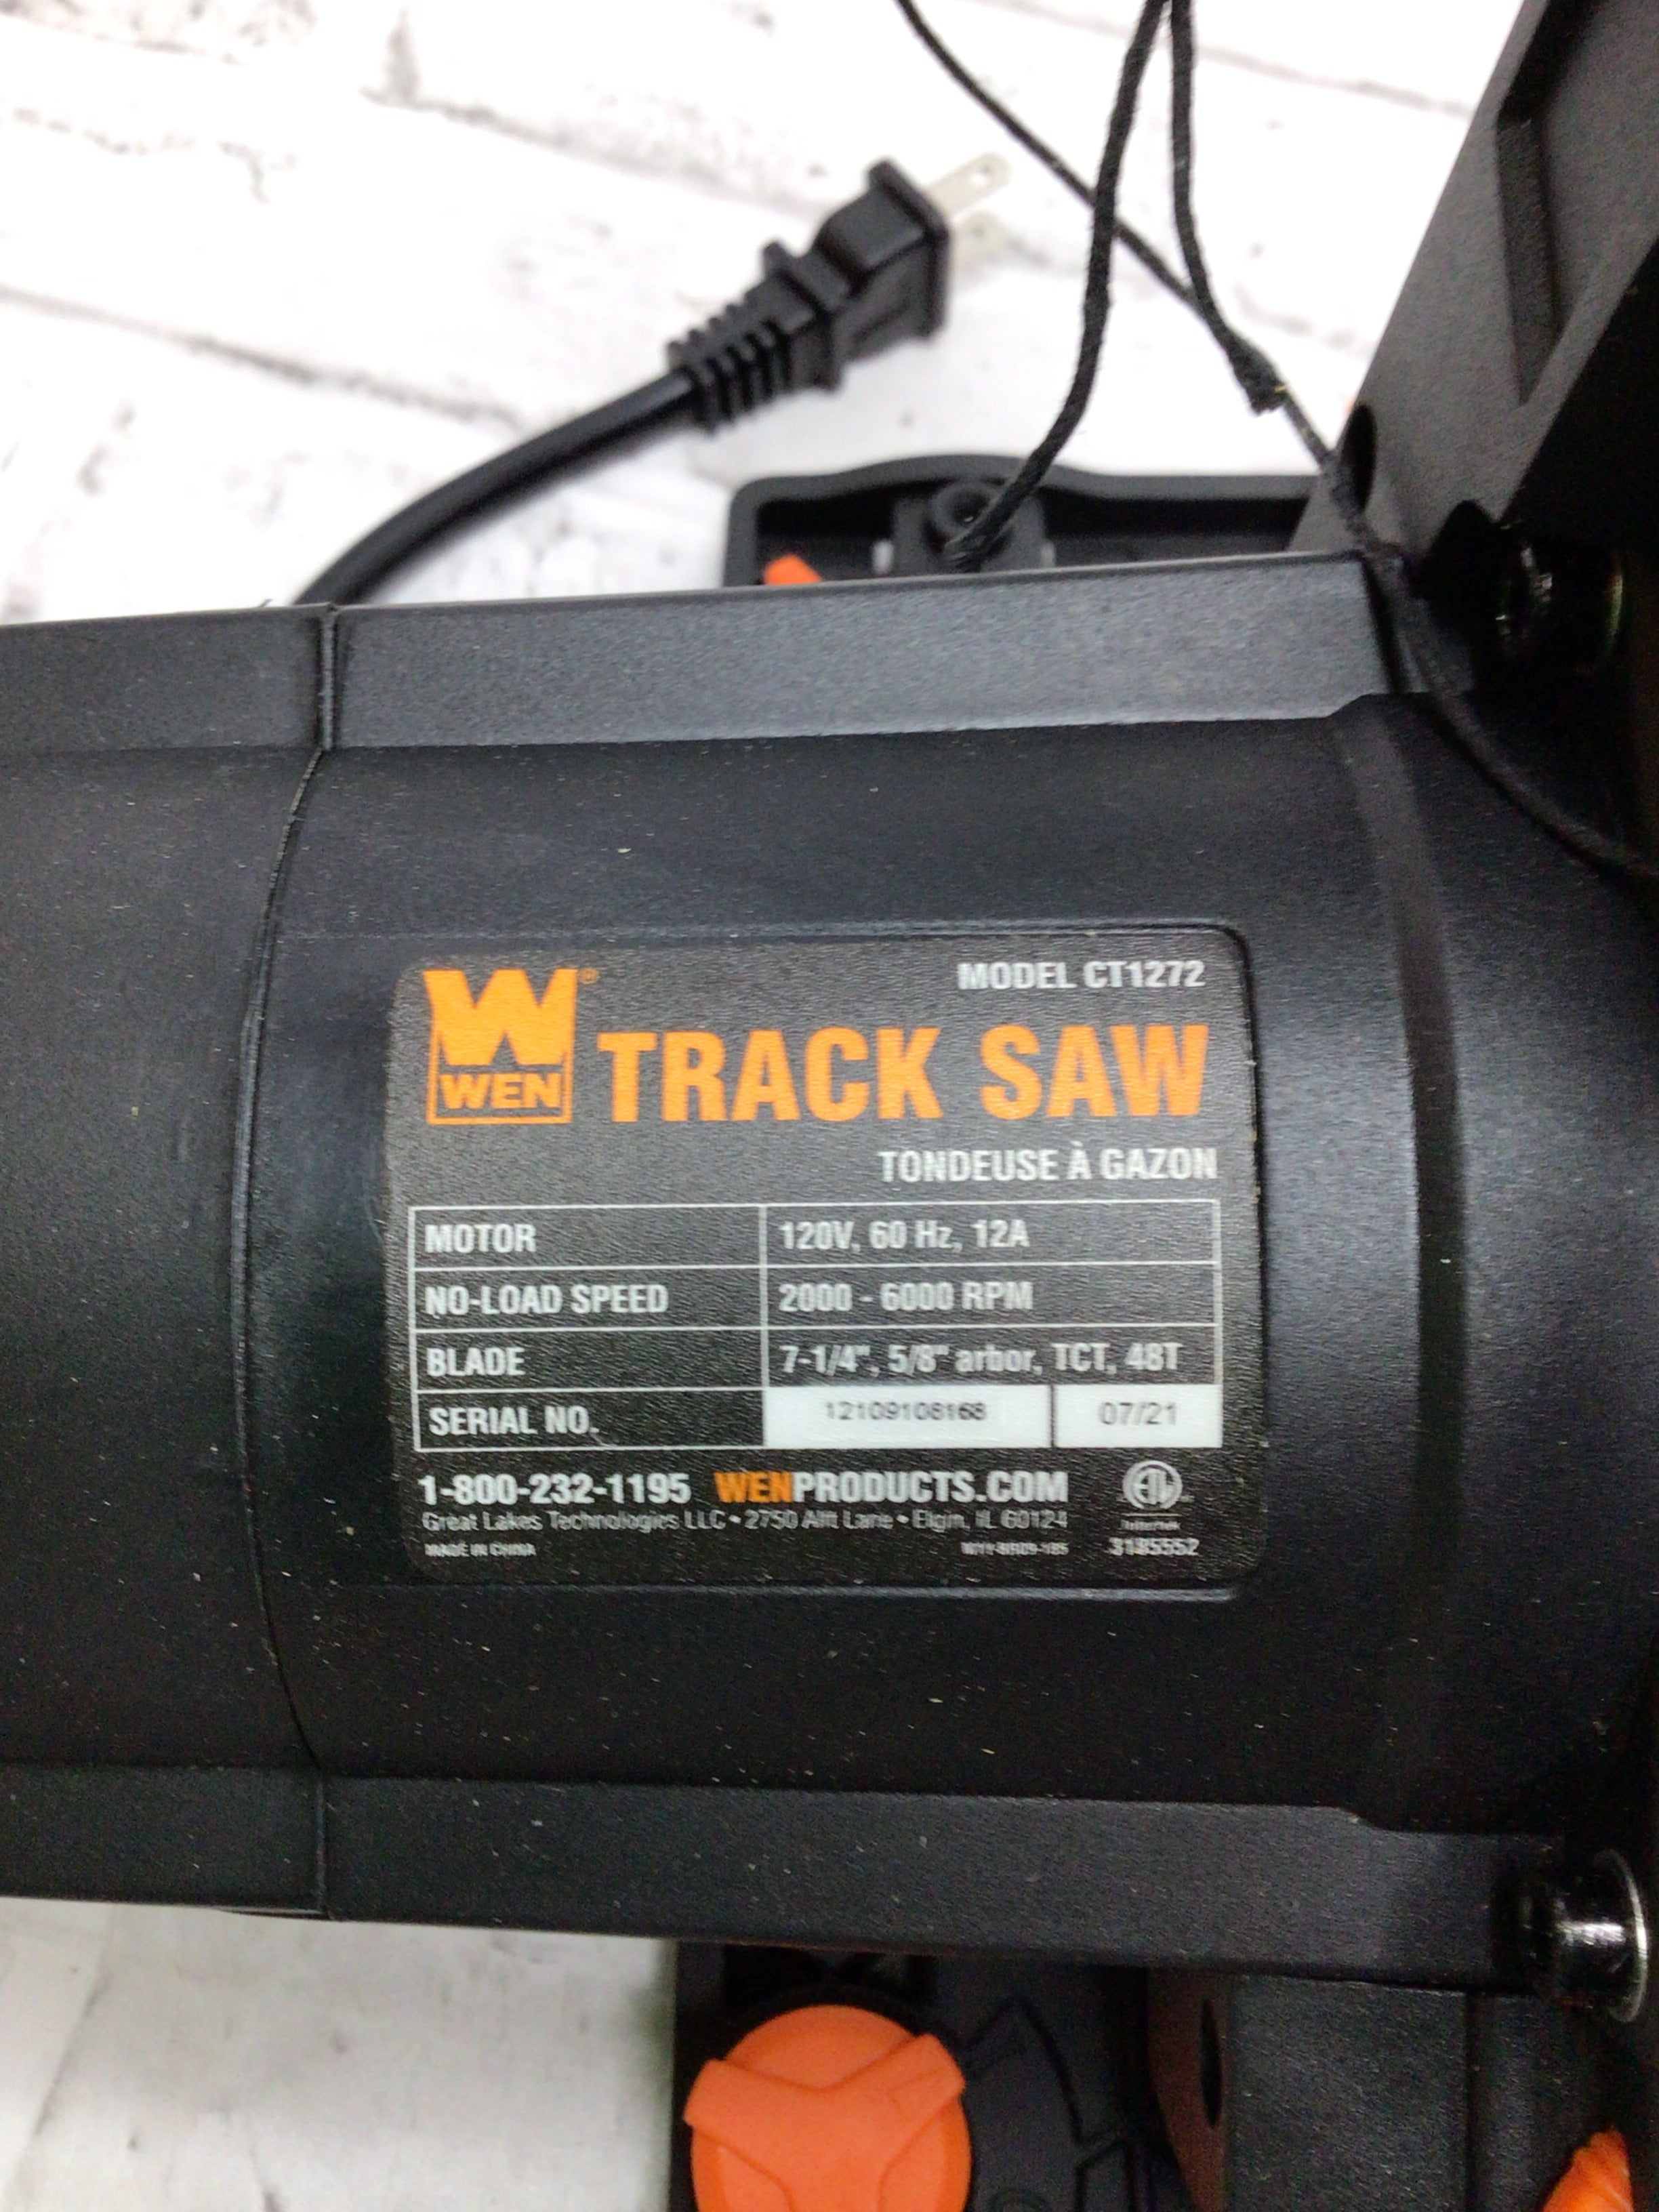 MODEL CT1272
WEN® TRACK SAW
TONDEUSE À GAZON
MOTOR 120V, 60 Hz, 12A
NO-LOAD SPEED 2000 - 6000 RPM
BLADE 7-1/4", 5/8" arbor, TCT, 48T
SERIAL NO. 12109108168 07/21
1-800-232-1195 WENPRODUCTS.COM
Great Lakes Technologies LLC • 2750 Alft Lane • Elgin, IL 60124
Intertek
MADE IN CHINA 3185552